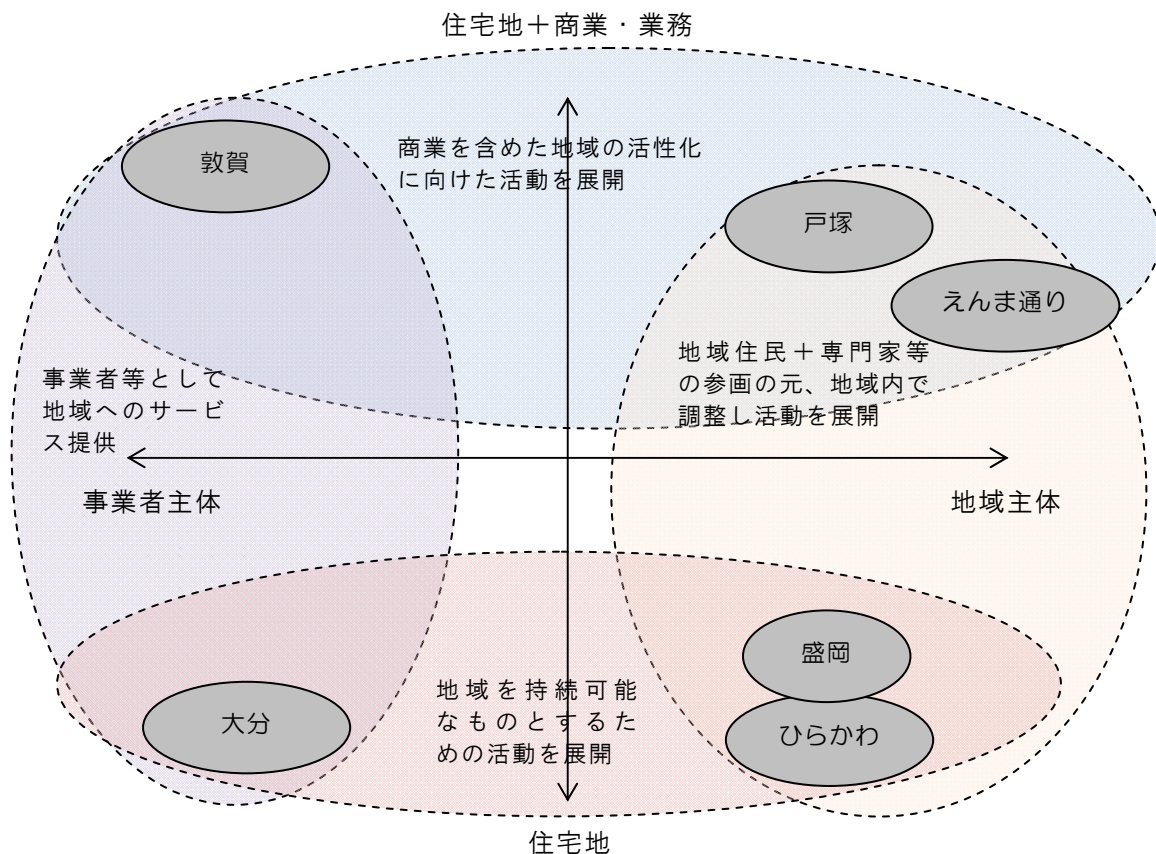 住宅地＋商業・業務
敦賀
商業を含めた地域の活性化
に向けた活動を展開
戸塚
えんま通り
地域住民＋専門家等
の参画の元、地域内で
調整し活動を展開
事業者等として
地域へのサービ
ス提供
事業者主体
地域主体
盛岡
地域を持続可能
なものとするた
めの活動を展開
大分
ひらかわ
住宅地